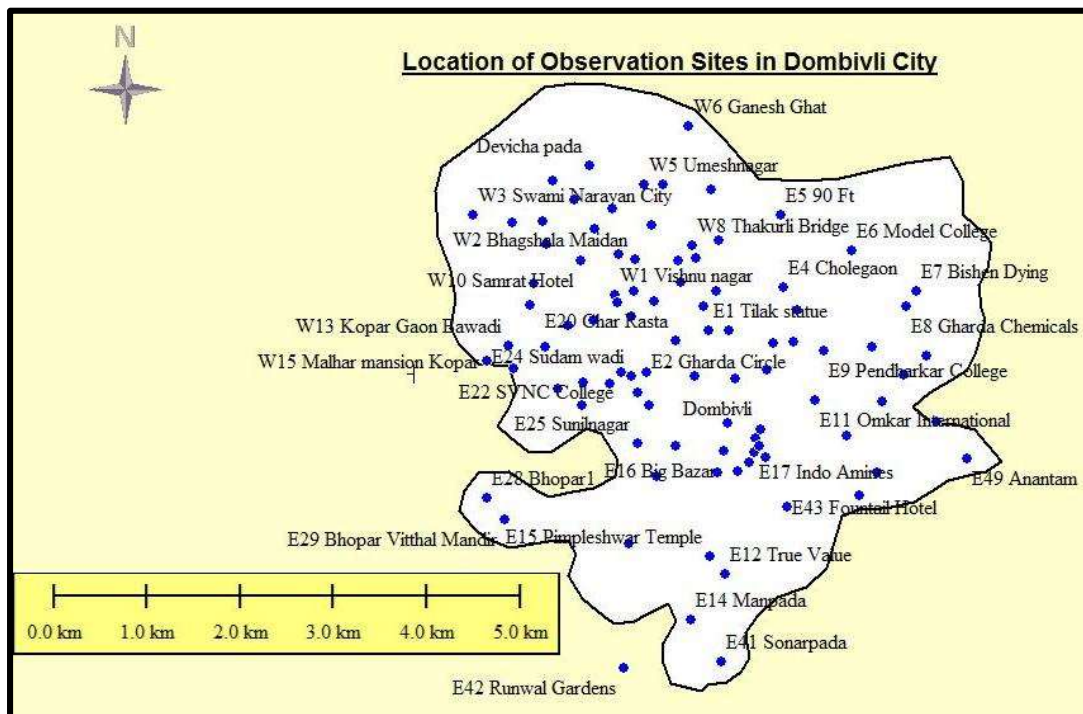 N
Location of Observation Sites in Dombivli City
W6 Ganesh Ghat
Devicha pada
W5 Umeshnagar
W3 Swami Narayan City
E5 90 Ft
W8 Thakurli Bridge
E6 Model College
W2 Bhagshala Maidan
W1 Vishnu nagar
E4 Cholegaon
E7 Bishen Dying
W10 Samrat Hotel
E1 Tilak statue
E20 Char Rasta
E8 Gharda Chemicals
W13 Kopar Gaon Bawadi
E24 Sudam wadi
W15 Malhar mansion Kopar
E2 Gharda Circle
E9 Pendharkar College
E22 SVNC College
Dombivli
E11 Omkar International
E25 Sunilnagar
E28 Bhopar1
E16 Big Bazar
E17 Indo Amines
E49 Anantam
E43 Fountail Hotel
E29 Bhopar Vitthal Mandir
E15 Pimpleshwar Temple
E12 True Value
E14 Manpada
0.0 km 1.0 km 2.0 km 3.0 km 4.0 km 5.0 km
E41 Sonarpada
E42 Runwal Gardens